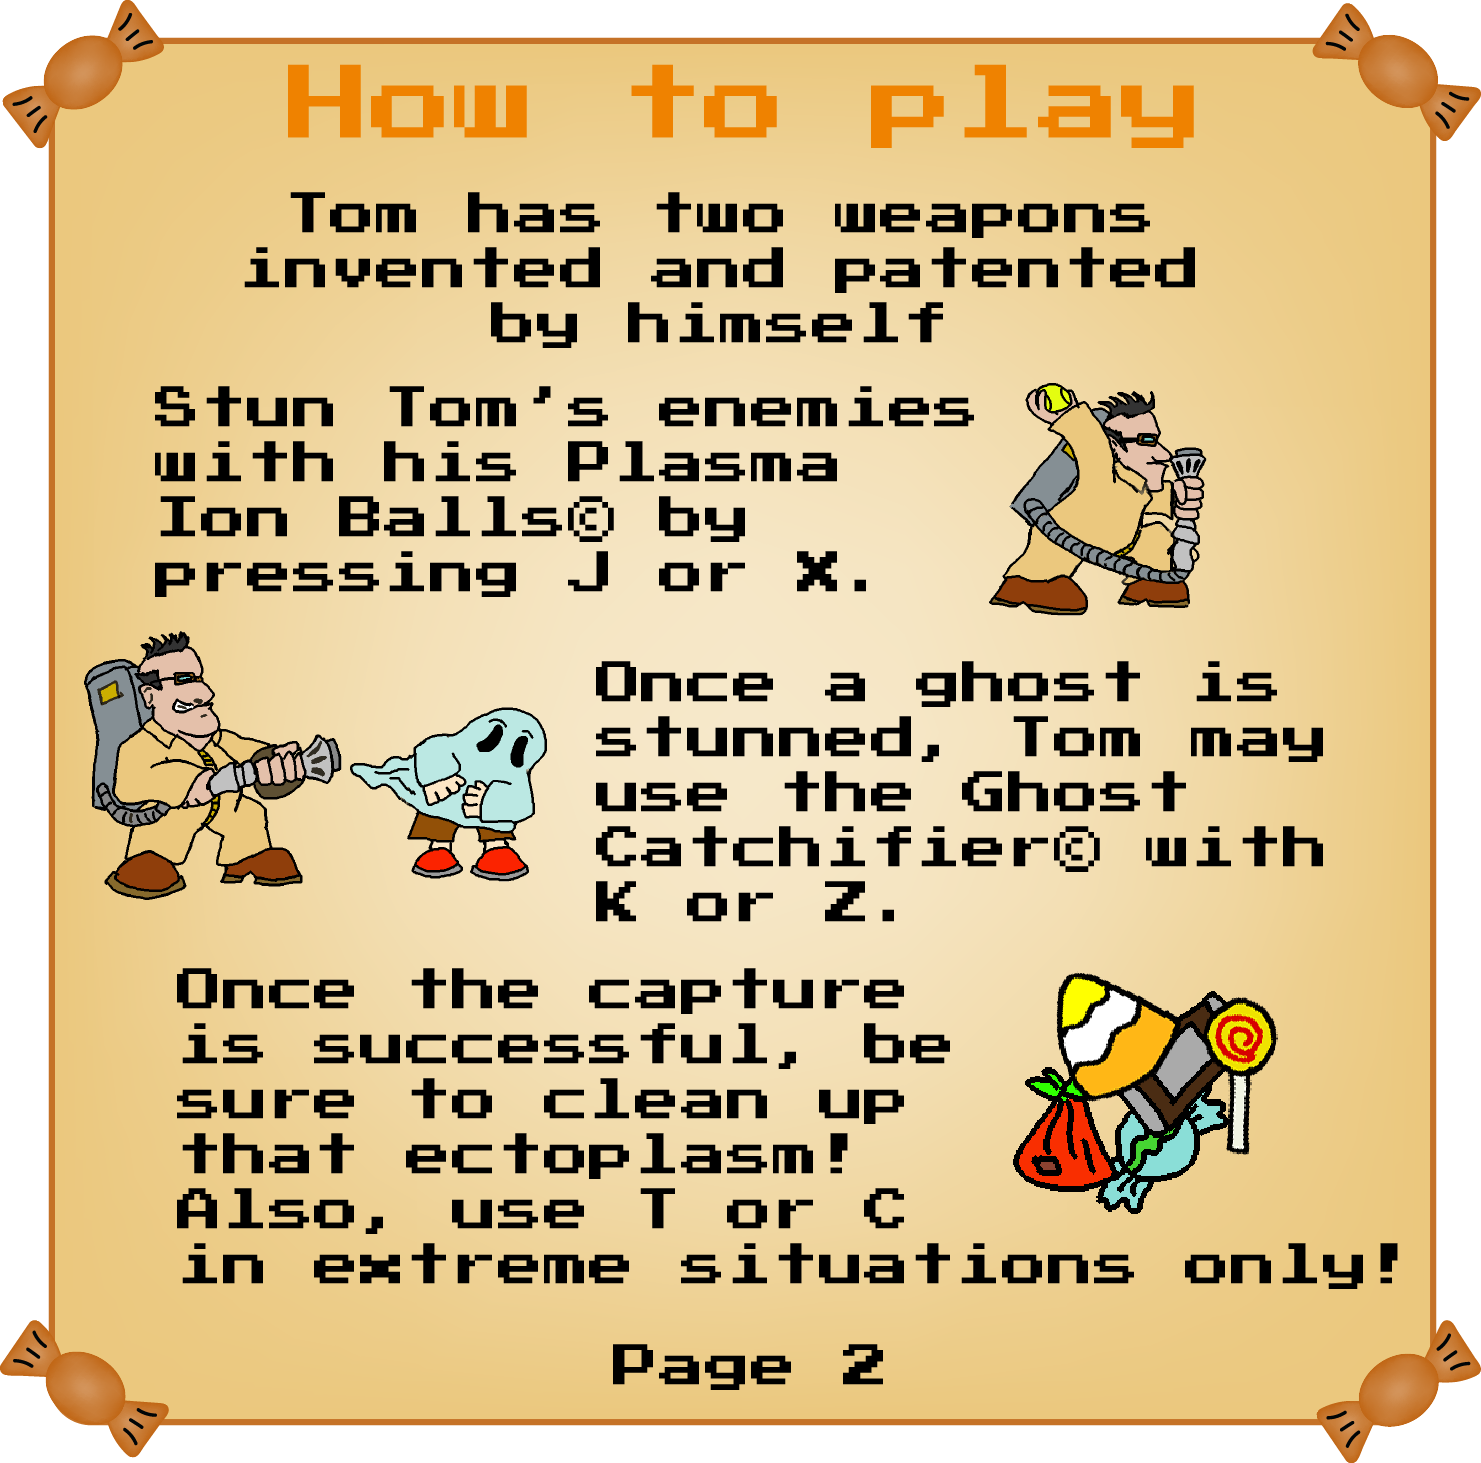 How to play
Tom has two weapons
invented and patented
by himself
Stun Tom's enemies
with his Plasma
Ion Balls© by
pressing J or X.
Once a ghost is
stunned, Tom may
use the Ghost
Catchifier© with
K or Z.
Once the capture
is successful, be
sure to clean up
that ectoplasm!
Also, use T or C
in extreme situations only!
Page 2